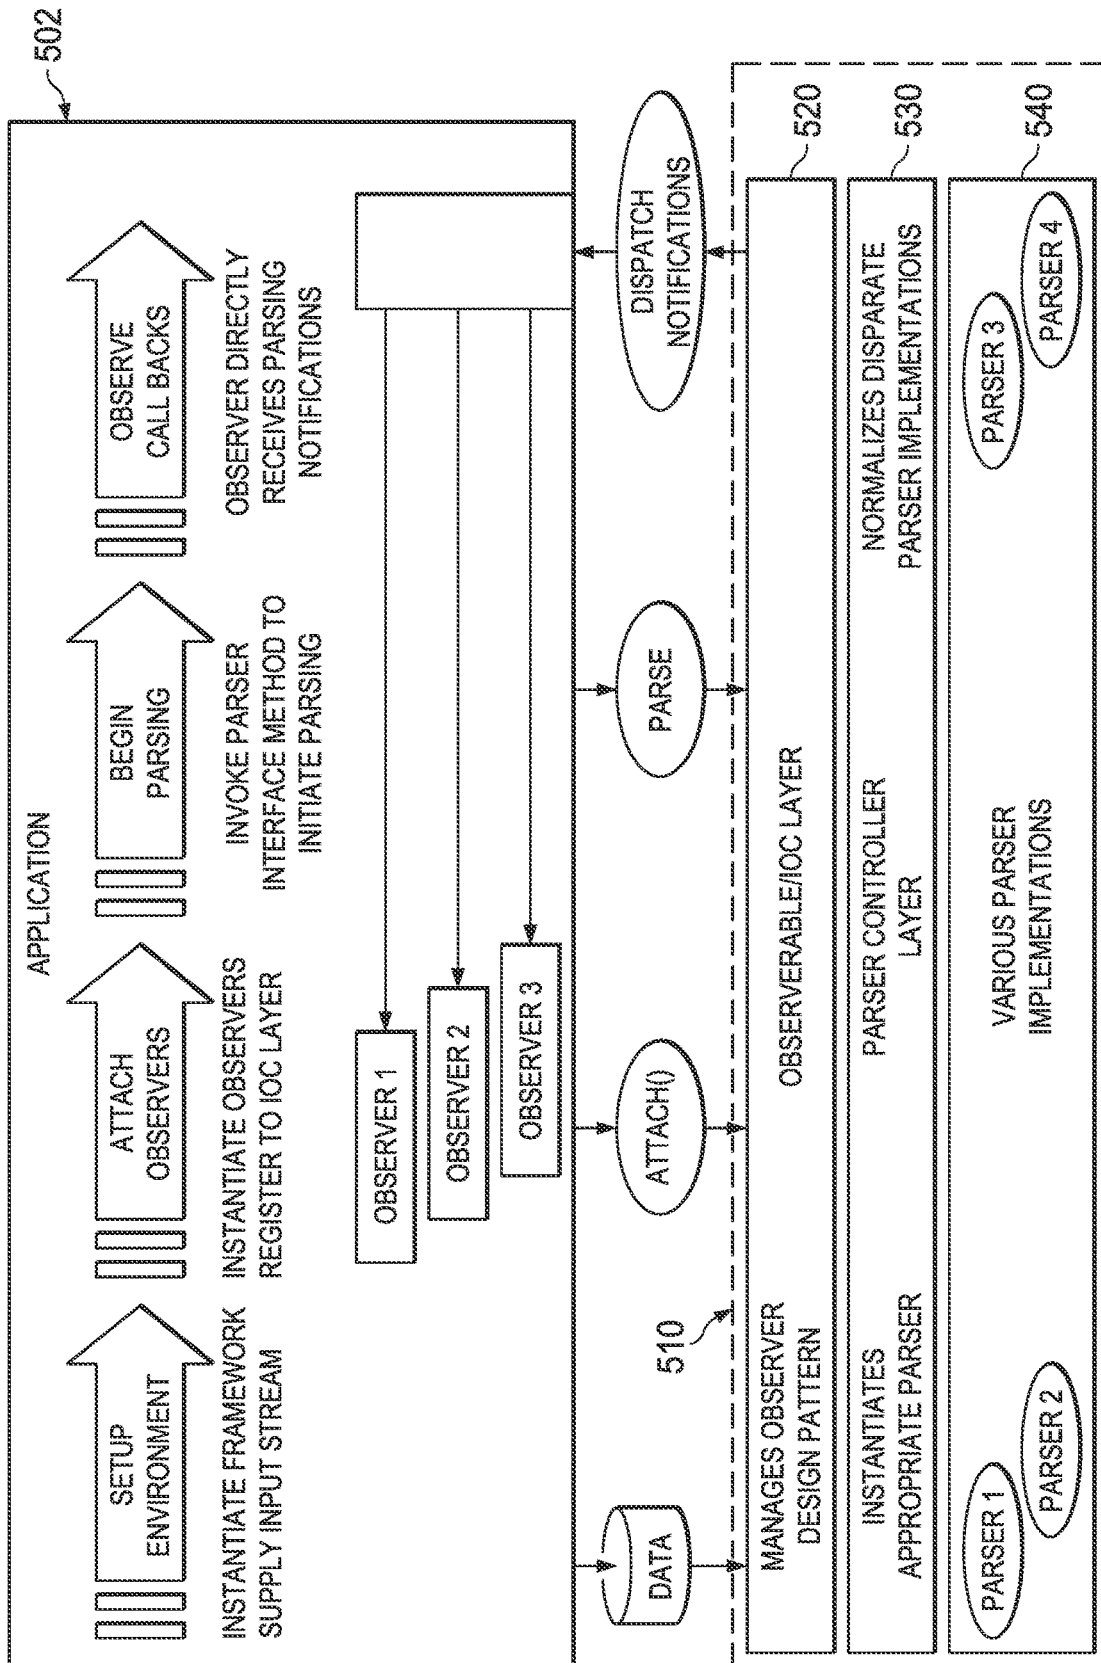 APPLICATION
502
SETUP
ENVIRONMENT
ATTACH
OBSERVERS
BEGIN
PARSING
OBSERVE
CALL BACKS
INSTANTIATE FRAMEWORK
SUPPLY INPUT STREAM
INSTANTIATE OBSERVERS
REGISTER TO IOC LAYER
INVOKE PARSER
INTERFACE METHOD TO
INITIATE PARSING
OBSERVER DIRECTLY
RECEIVES PARSING
NOTIFICATIONS
OBSERVER 1
OBSERVER 2
OBSERVER 3
DATA
ATTACH()
PARSE
DISPATCH
NOTIFICATIONS
510
MANAGES OBSERVER
DESIGN PATTERN
OBSERVERABLE/IOC LAYER
520
INSTANTIATES
APPROPRIATE PARSER
PARSER CONTROLLER
LAYER
NORMALIZES DISPARATE
PARSER IMPLEMENTATIONS
530
PARSER 1
PARSER 2
VARIOUS PARSER
IMPLEMENTATIONS
PARSER 3
PARSER 4
540